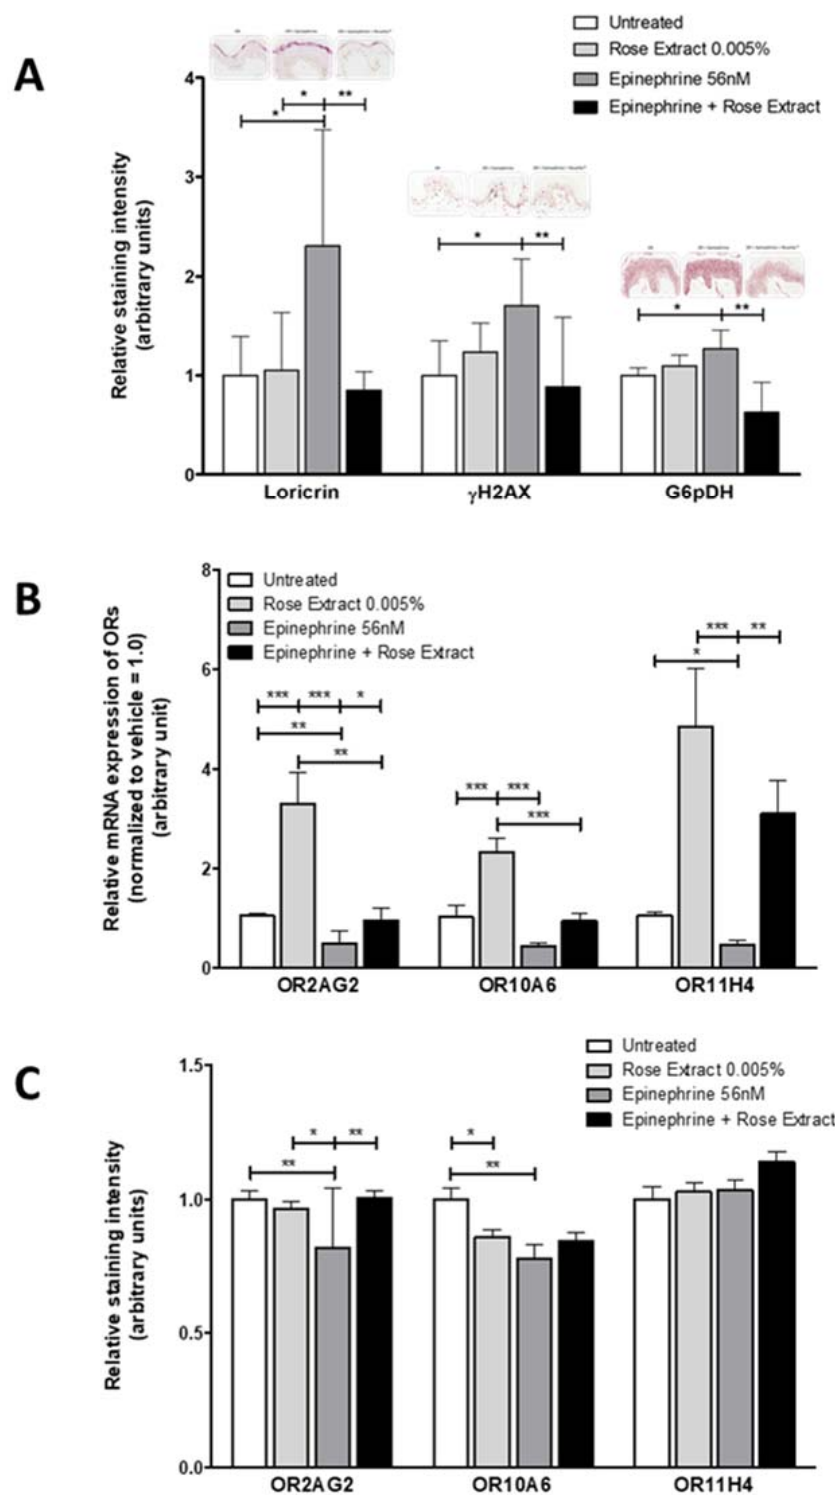 A
Untreated
Rose Extract 0.005%
Epinephrine 56nM
Epinephrine + Rose Extract
Relative staining intensity
(arbitrary units)
4
3
2
1
0
* **
*
* **
* **
Loricrin γH2AX G6pDH
B
Untreated
Rose Extract 0.005%
Epinephrine 56nM
Epinephrine + Rose Extract
Relative mRNA expression of ORs
(normalized to vehicle = 1.0)
(arbitrary unit)
8
6
4
2
0
*** **
*
*** *** *
**
**
*** ***
***
OR2AG2 OR10A6 OR11H4
C
Untreated
Rose Extract 0.005%
Epinephrine 56nM
Epinephrine + Rose Extract
Relative staining intensity
(arbitrary units)
1.5
1.0
0.5
0.0
* **
**
*
**
OR2AG2 OR10A6 OR11H4